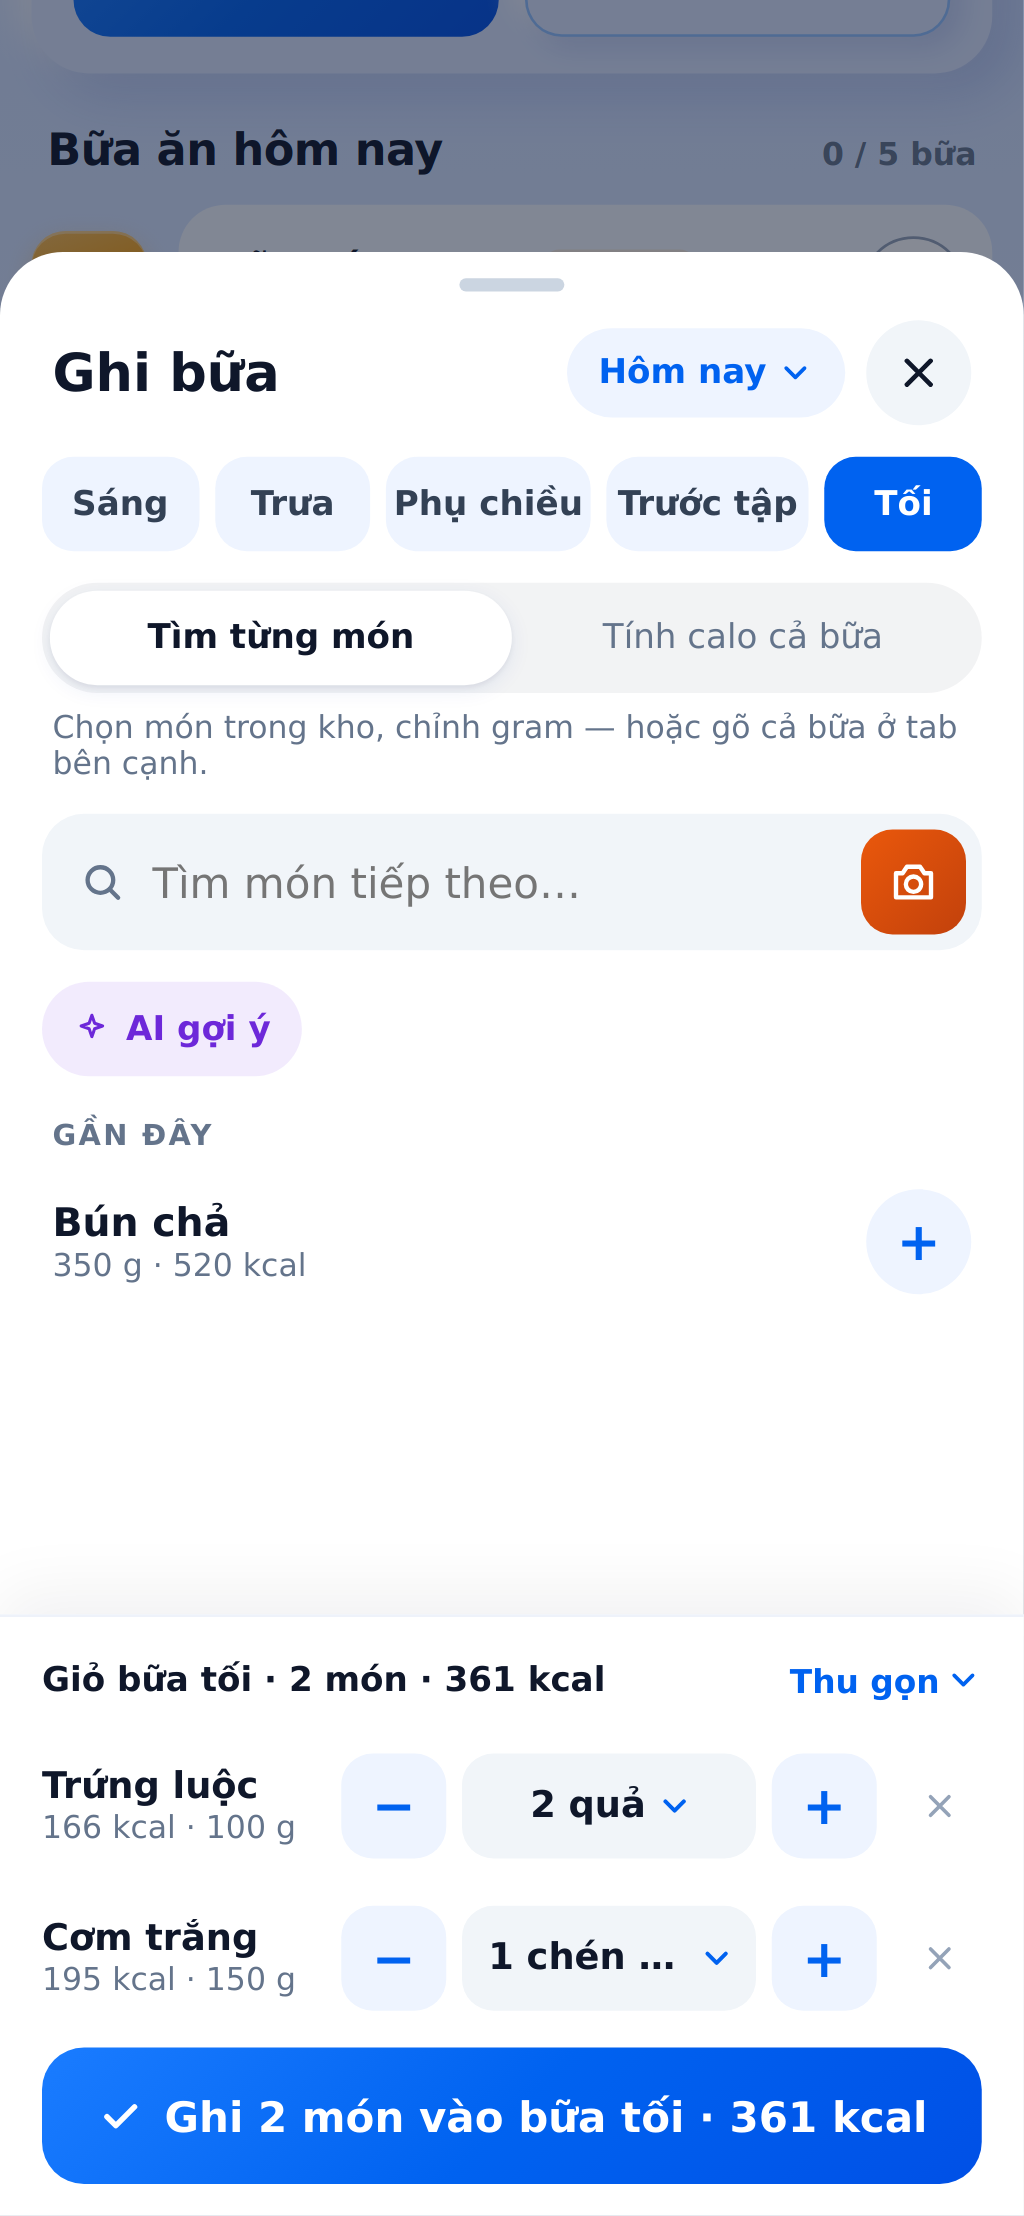 Bữa ăn hôm nay
0 / 5 bữa
Ghi bữa
Hôm nay
Sáng
Trưa
Phụ chiều
Trước tập
Tối
Tìm từng món
Tính calo cả bữa
Chọn món trong kho, chỉnh gram — hoặc gõ cả bữa ở tab
bên cạnh.
Tìm món tiếp theo...
AI gợi ý
GẦN ĐÂY
Bún chả
350 g · 520 kcal
Giỏ bữa tối · 2 món · 361 kcal
Thu gọn
Trứng luộc
166 kcal · 100 g
2 quả
Cơm trắng
195 kcal · 150 g
1 chén ...
Ghi 2 món vào bữa tối · 361 kcal